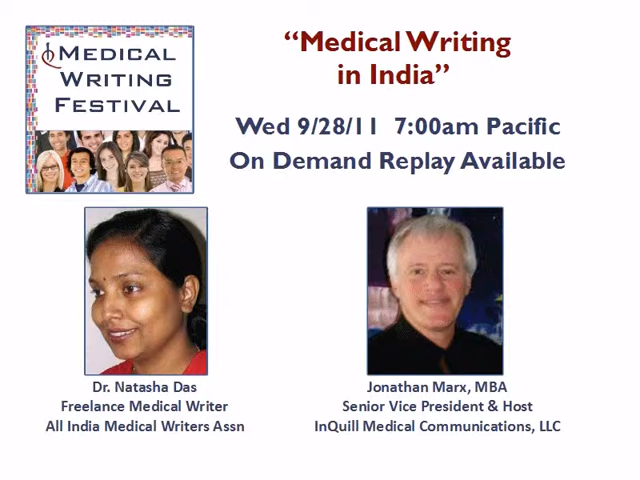 MEDICAL
WRITING
FESTIVAL
“Medical Writing
in India”
Wed 9/28/11 7:00am Pacific
On Demand Replay Available
Dr. Natasha Das
Freelance Medical Writer
All India Medical Writers Assn
Jonathan Marx, MBA
Senior Vice President & Host
InQuill Medical Communications, LLC